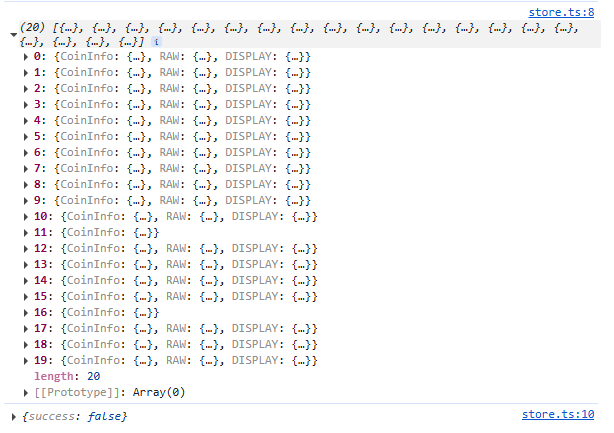 store.ts:8
(20) [{…}, {…}, {…}, {…}, {…}, {…}, {…}, {…}, {…}, {…}, {…}, {…}, {…}, {…}, {…}, {…},
{…}, {…}, {…}, {…}] i
0: {CoinInfo: {…}, RAW: {…}, DISPLAY: {…}}
1: {CoinInfo: {…}, RAW: {…}, DISPLAY: {…}}
2: {CoinInfo: {…}, RAW: {…}, DISPLAY: {…}}
3: {CoinInfo: {…}, RAW: {…}, DISPLAY: {…}}
4: {CoinInfo: {…}, RAW: {…}, DISPLAY: {…}}
5: {CoinInfo: {…}, RAW: {…}, DISPLAY: {…}}
6: {CoinInfo: {…}, RAW: {…}, DISPLAY: {…}}
7: {CoinInfo: {…}, RAW: {…}, DISPLAY: {…}}
8: {CoinInfo: {…}, RAW: {…}, DISPLAY: {…}}
9: {CoinInfo: {…}, RAW: {…}, DISPLAY: {…}}
10: {CoinInfo: {…}, RAW: {…}, DISPLAY: {…}}
11: {CoinInfo: {…}}
12: {CoinInfo: {…}, RAW: {…}, DISPLAY: {…}}
13: {CoinInfo: {…}, RAW: {…}, DISPLAY: {…}}
14: {CoinInfo: {…}, RAW: {…}, DISPLAY: {…}}
15: {CoinInfo: {…}, RAW: {…}, DISPLAY: {…}}
16: {CoinInfo: {…}}
17: {CoinInfo: {…}, RAW: {…}, DISPLAY: {…}}
18: {CoinInfo: {…}, RAW: {…}, DISPLAY: {…}}
19: {CoinInfo: {…}, RAW: {…}, DISPLAY: {…}}
length: 20
[[Prototype]]: Array(0)
{success: false} store.ts:10